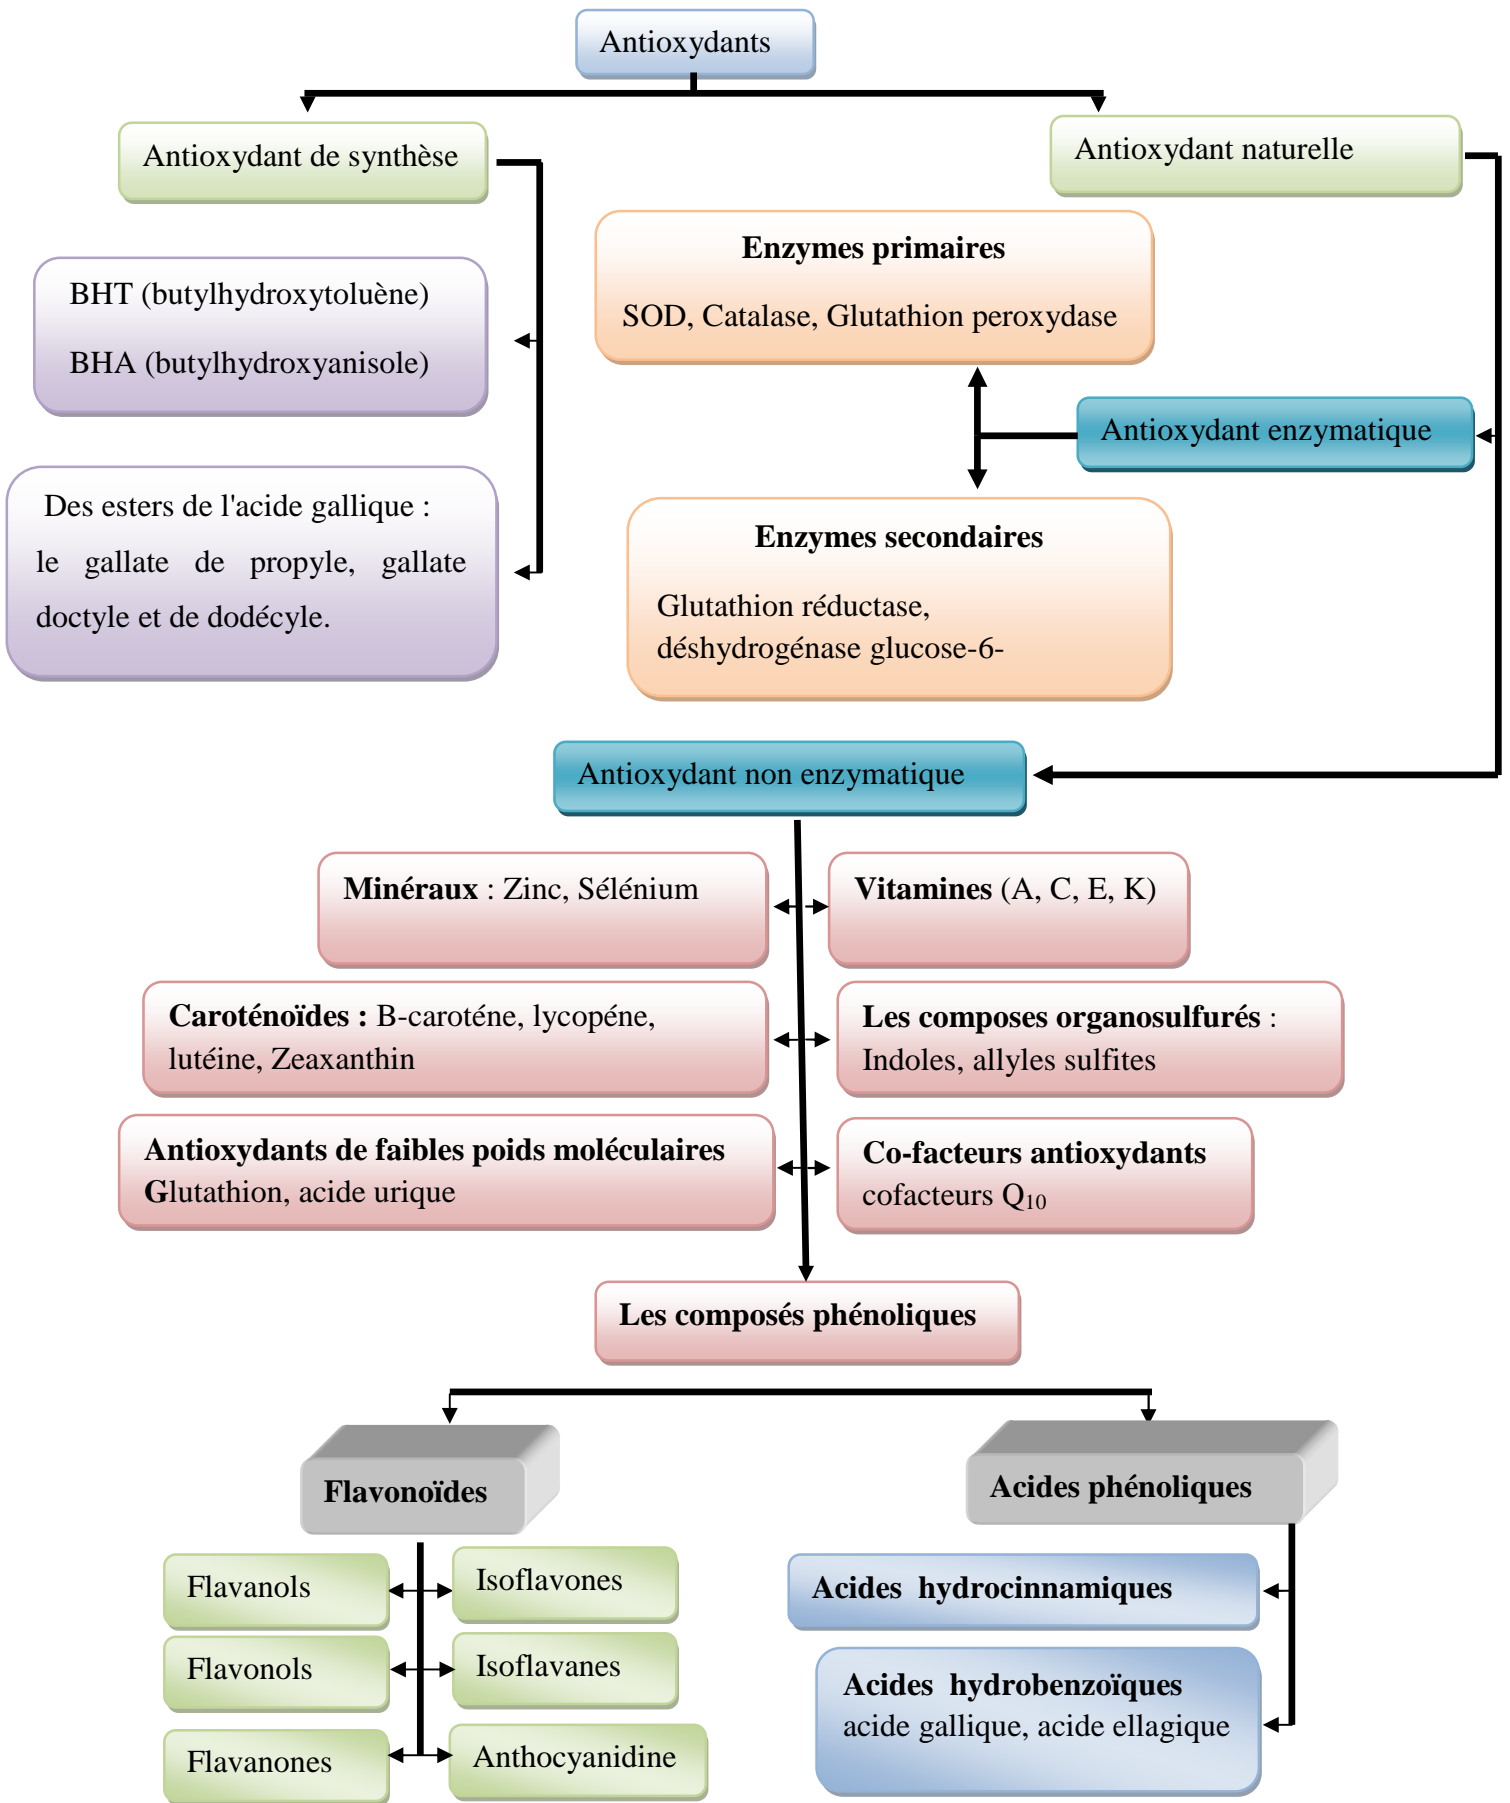 Antioxydants
Antioxydant de synthèse
Antioxydant naturelle
BHT (butylhydroxytoluène)
BHA (butylhydroxyanisole)
Des esters de l'acide gallique :
le gallate de propyle, gallate
doctyle et de dodécyle.
Enzymes primaires
SOD, Catalase, Glutathion peroxydase
Antioxydant enzymatique
Enzymes secondaires
Glutathion réductase,
déshydrogénase glucose-6-
Antioxydant non enzymatique
Minéraux : Zinc, Sélénium
Vitamines (A, C, E, K)
Caroténoïdes : B-caroténe, lycopéne,
lutéine, Zeaxanthin
Les composes organosulfurés :
Indoles, allyles sulfites
Antioxydants de faibles poids moléculaires
Glutathion, acide urique
Co-facteurs antioxydants
cofacteurs Q10
Les composés phénoliques
Flavonoïdes
Acides phénoliques
Flavanols
Isoflavones
Flavonols
Isoflavanes
Flavanones
Anthocyanidine
Acides hydrocinnamiques
Acides hydrobenzoïques
acide gallique, acide ellagique